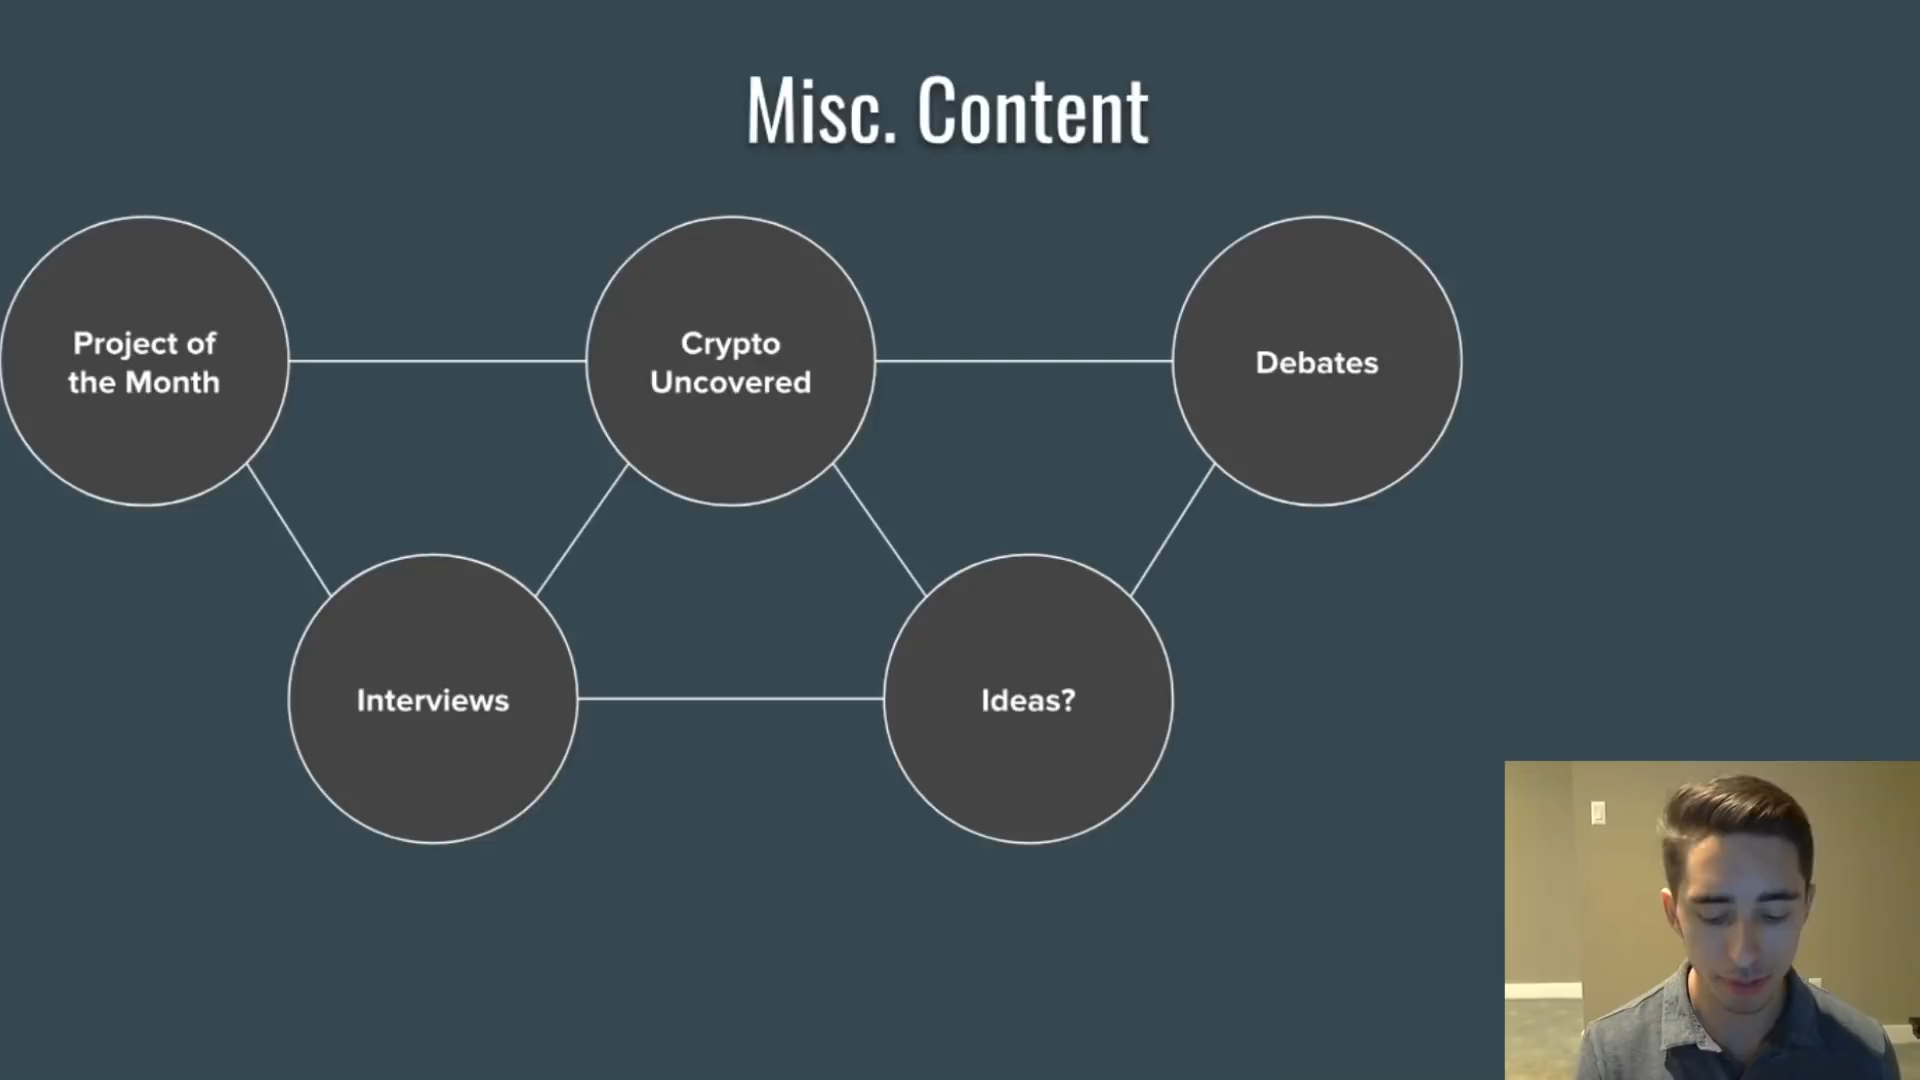 Misc. Content
Project of
the Month
Crypto
Uncovered
Debates
Interviews
Ideas?